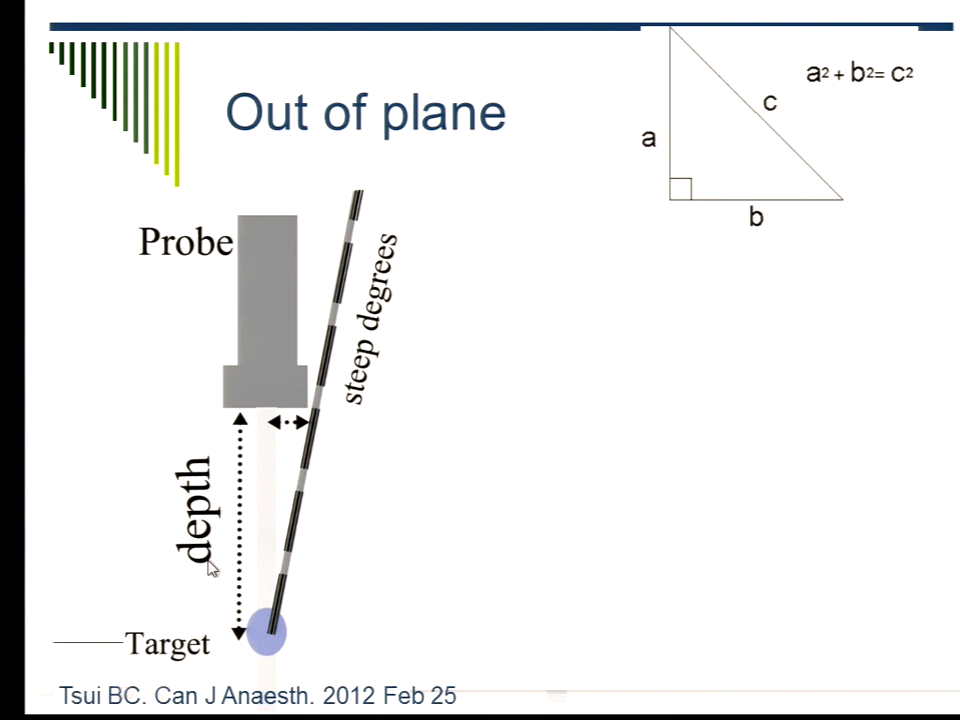 Out of plane
a² + b²= c²
a
c
b
Probe
steep degrees
depth
Target
Tsui BC. Can J Anaesth. 2012 Feb 25